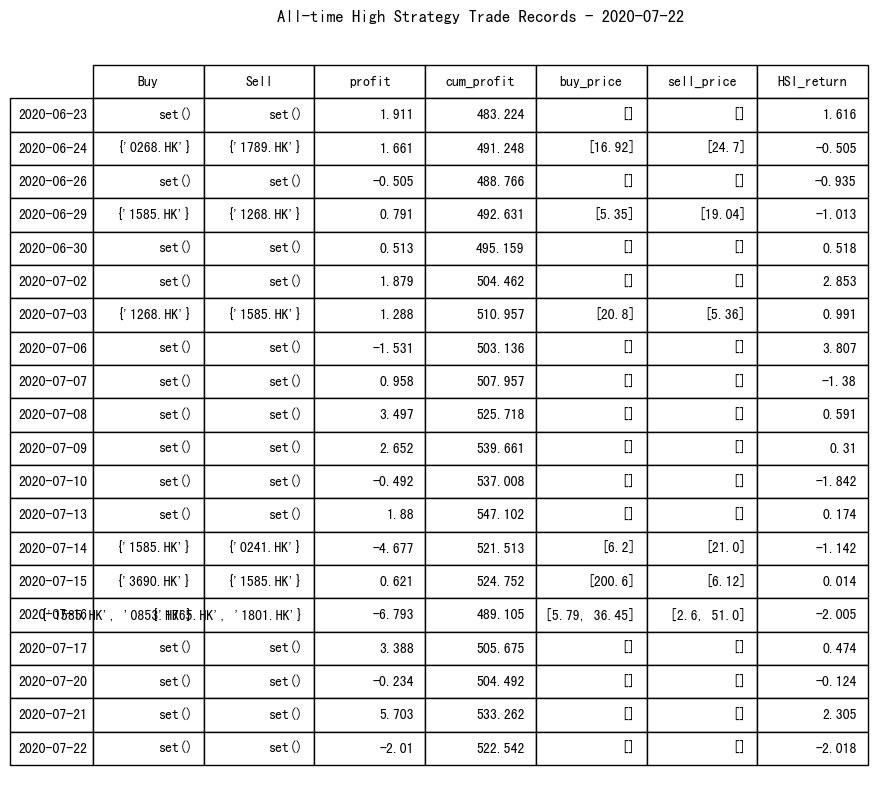 All-time High Strategy Trade Records - 2020-07-22
Buy Sell profit cum_profit buy_price sell_price HSI_return
2020-06-23 set() set() 1.911 483.224 [] [] 1.616
2020-06-24 {'0268.HK'} {'1789.HK'} 1.661 491.248 [16.92] [24.7] -0.505
2020-06-26 set() set() -0.505 488.766 [] [] -0.935
2020-06-29 {'1585.HK'} {'1268.HK'} 0.791 492.631 [5.35] [19.04] -1.013
2020-06-30 set() set() 0.513 495.159 [] [] 0.518
2020-07-02 set() set() 1.879 504.462 [] [] 2.853
2020-07-03 {'1268.HK'} {'1585.HK'} 1.288 510.957 [20.8] [5.36] 0.991
2020-07-06 set() set() -1.531 503.136 [] [] 3.807
2020-07-07 set() set() 0.958 507.957 [] [] -1.38
2020-07-08 set() set() 3.497 525.718 [] [] 0.591
2020-07-09 set() set() 2.652 539.661 [] [] 0.31
2020-07-10 set() set() -0.492 537.008 [] [] -1.842
2020-07-13 set() set() 1.88 547.102 [] [] 0.174
2020-07-14 {'1585.HK'} {'0241.HK'} -4.677 521.513 [6.2] [21.0] -1.142
2020-07-15 {'3690.HK'} {'1585.HK'} 0.621 524.752 [200.6] [6.12] 0.014
2020-07-16 {'1585.HK', '0853.HK'} '1801.HK'} -6.793 489.105 [5.79, 36.45] [2.6, 51.0] -2.005
2020-07-17 set() set() 3.388 505.675 [] [] 0.474
2020-07-20 set() set() -0.234 504.492 [] [] -0.124
2020-07-21 set() set() 5.703 533.262 [] [] 2.305
2020-07-22 set() set() -2.01 522.542 [] [] -2.018